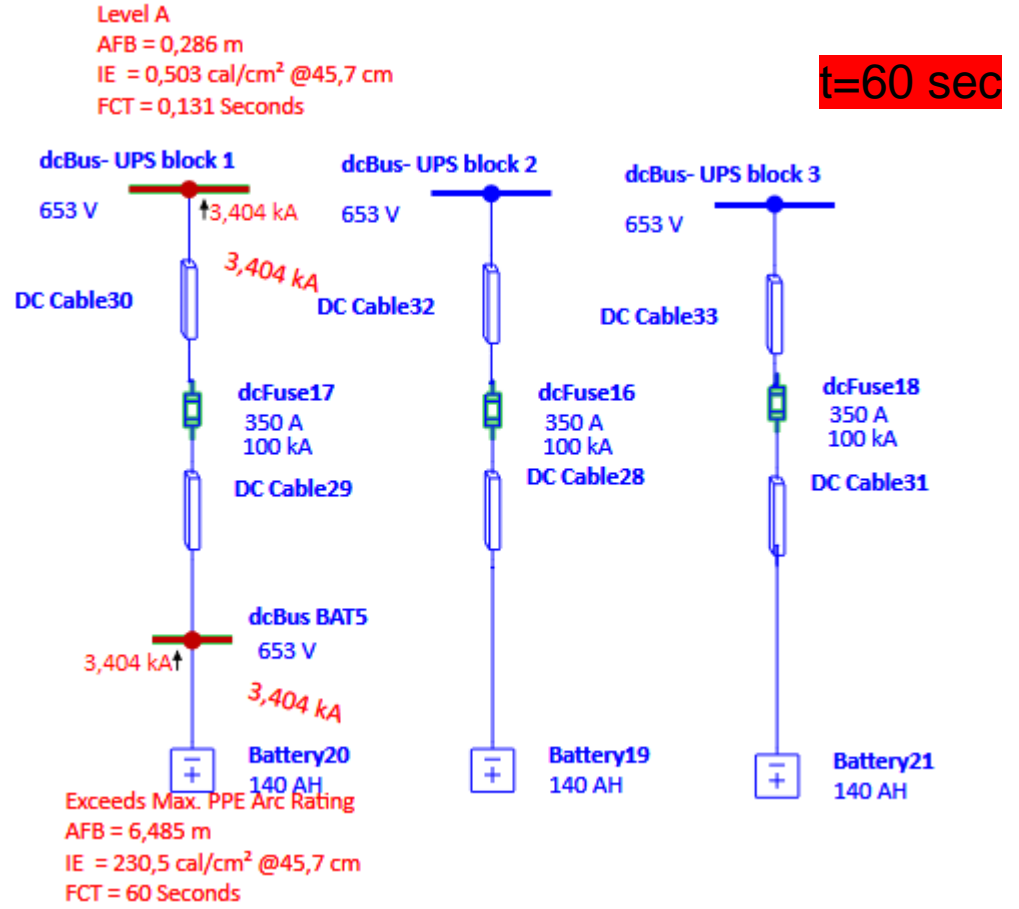 Level A
AFB = 0,286 m
IE = 0,503 cal/cm² @45,7 cm
FCT = 0,131 Seconds
t=60 sec
dcBus- UPS block 1
653 V
3,404 kA
3,404 kA
DC Cable30
dcFuse17
350 A
100 kA
DC Cable29
dcBus BAT5
653 V
3,404 kA
3,404 kA
Battery20
140 AH
Exceeds Max. PPE Arc Rating
AFB = 6,485 m
IE = 230,5 cal/cm² @45,7 cm
FCT = 60 Seconds
dcBus- UPS block 2
653 V
DC Cable32
dcFuse16
350 A
100 kA
DC Cable28
Battery19
140 AH
dcBus- UPS block 3
653 V
DC Cable33
dcFuse18
350 A
100 kA
DC Cable31
Battery21
140 AH